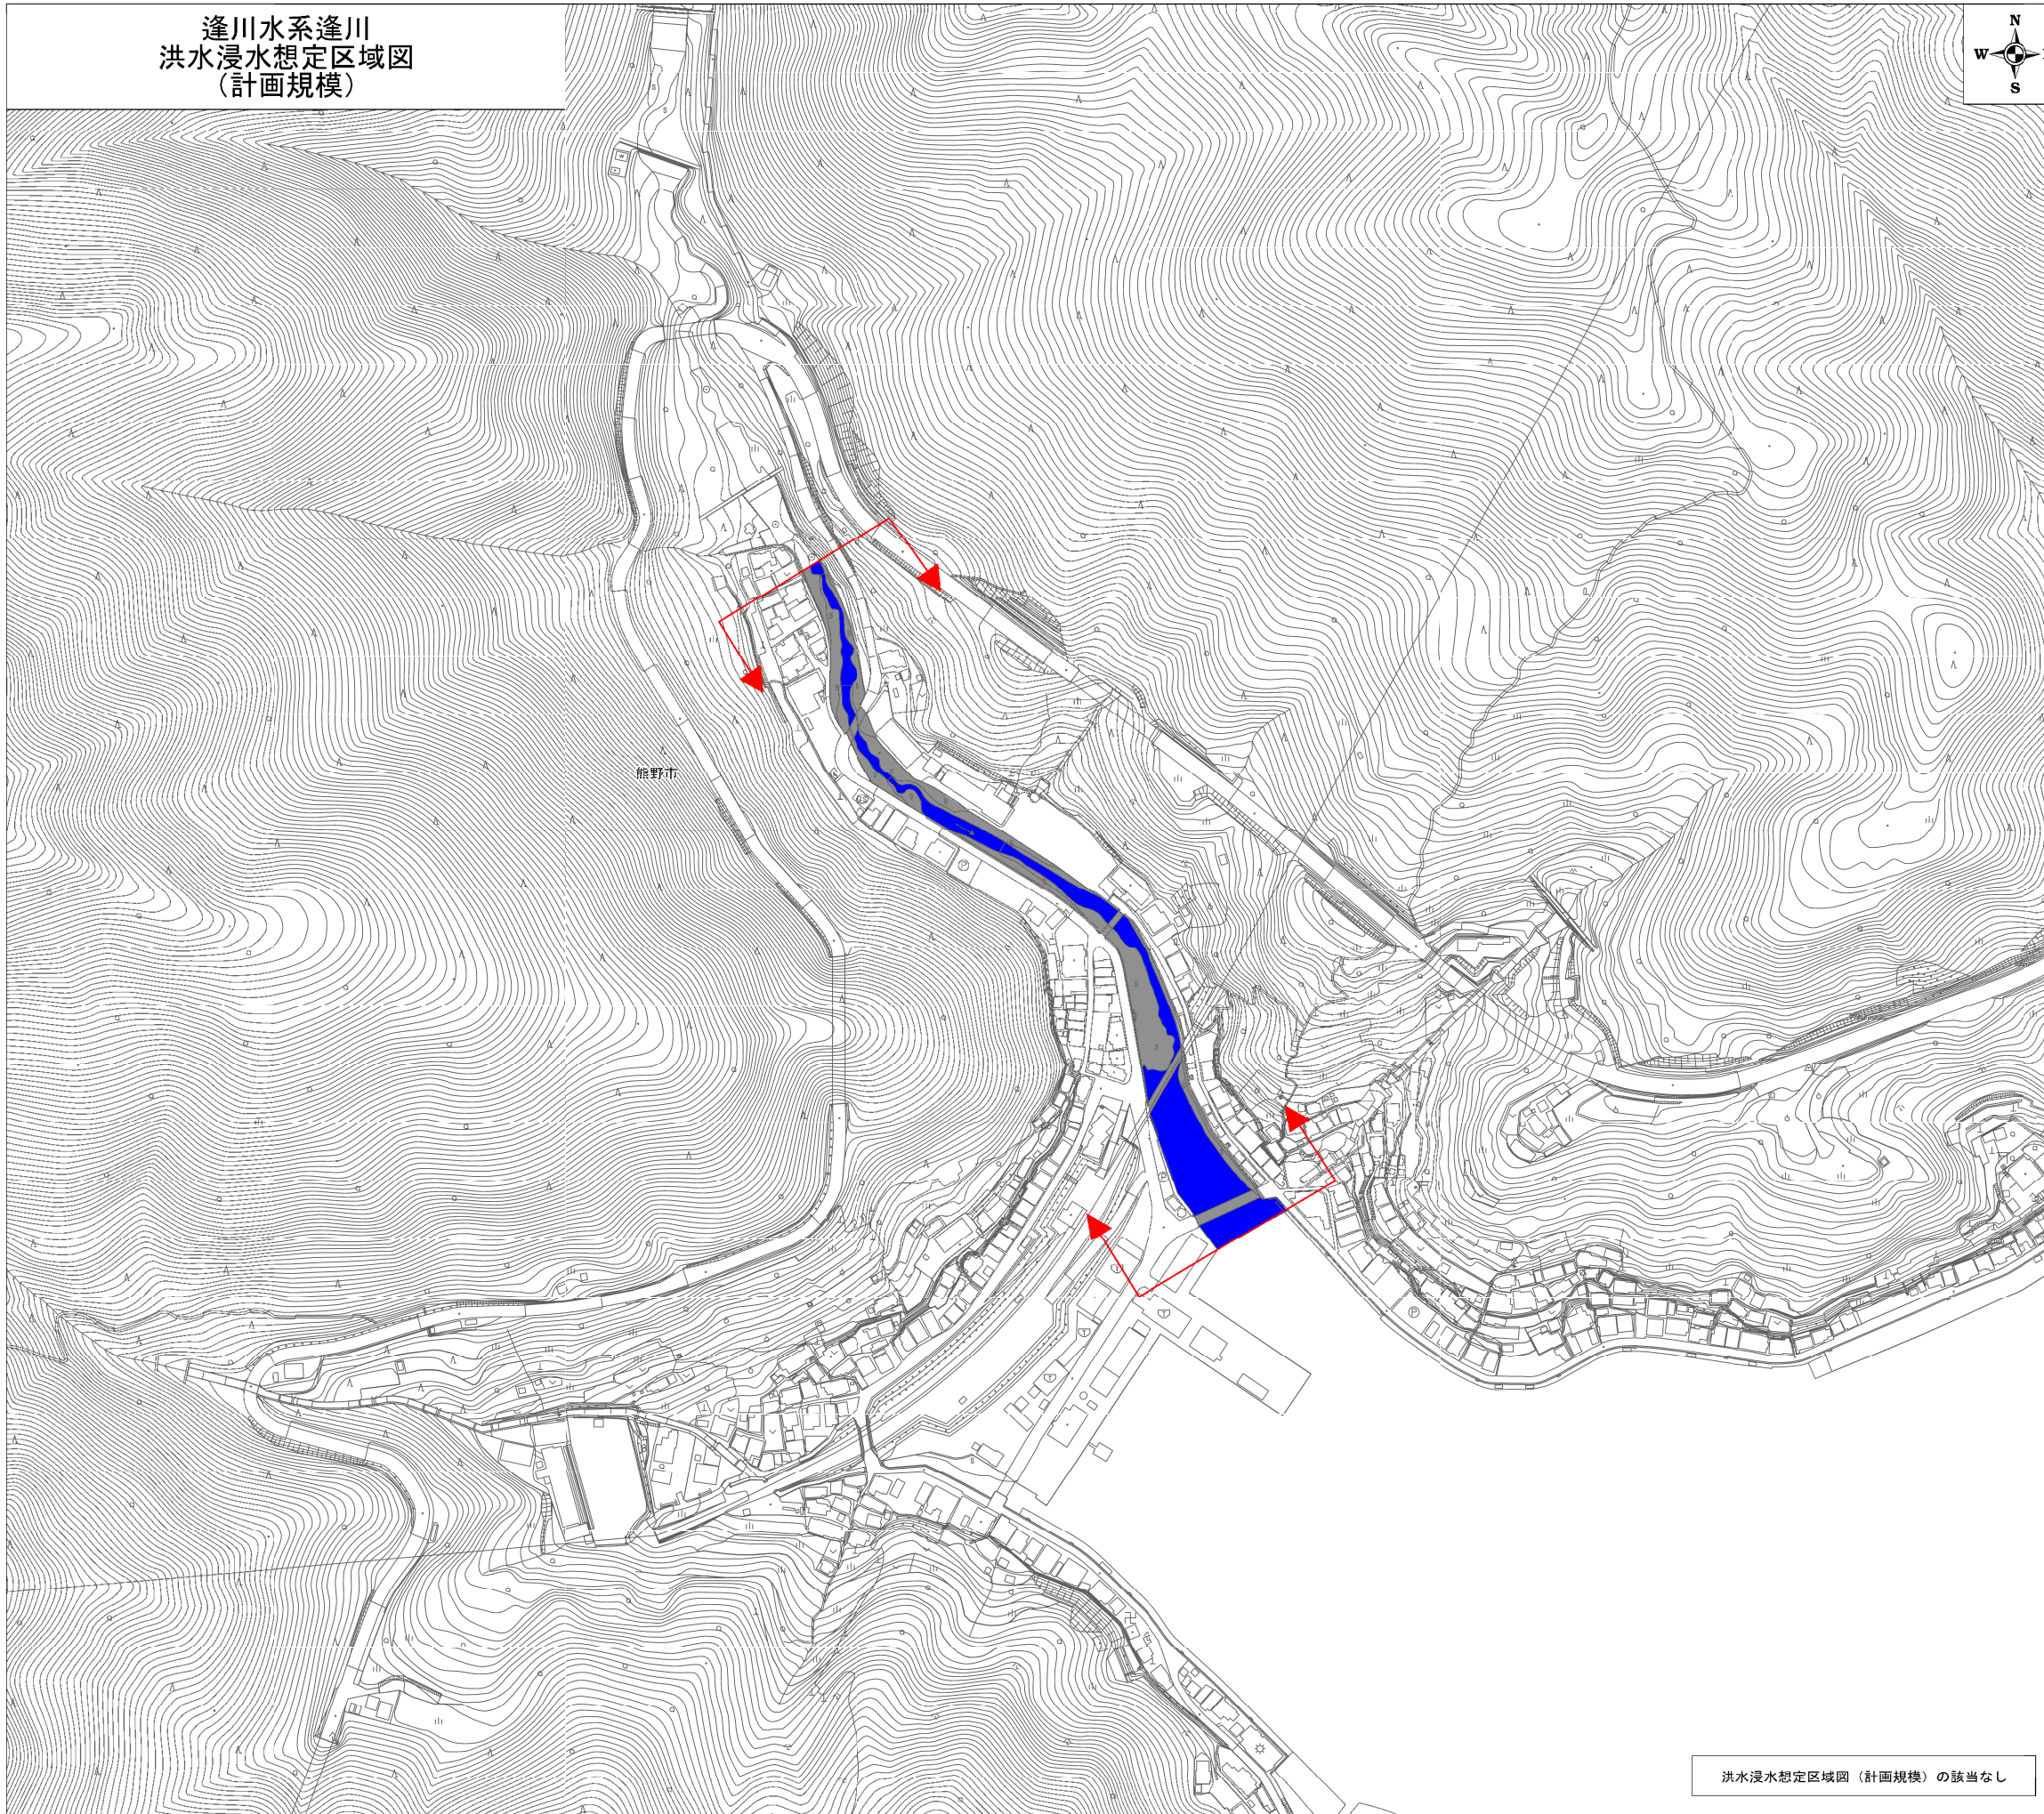 逢川水系逢川
洪水浸水想定区域図
（計画規模）
N
W
S
熊野市
洪水浸水想定区域図（計画規模）の該当なし